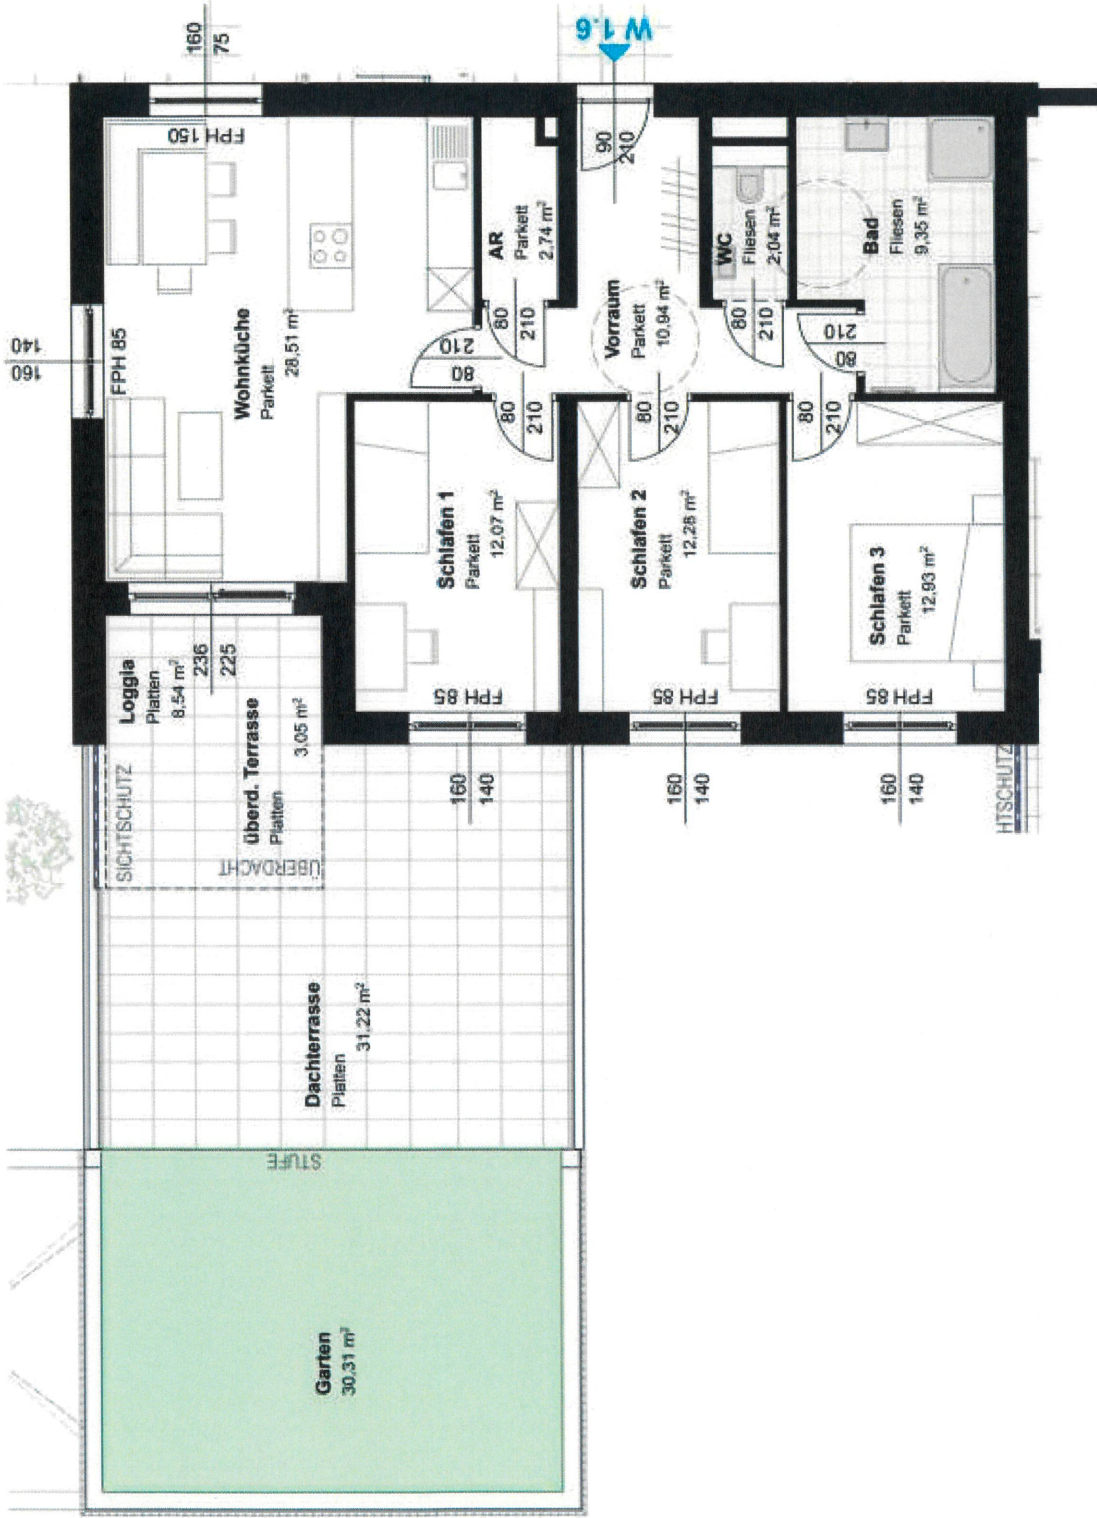 W 1.6
160
75
FPH 150
140
160
FPH 85
Wohnküche
Parkett
28,51 m²
AR
Parkett
2,74 m²
80
210
90
210
Vorraum
Parkett
10,94 m²
WC
Fliesen
2,04 m²
80
210
Bad
Fliesen
9,35 m²
80
210
80
210
80
210
80
210
80
210
Schlafen 1
Parkett
12,07 m²
FPH 85
160
140
Schlafen 2
Parkett
12,28 m²
FPH 85
160
140
Schlafen 3
Parkett
12,93 m²
FPH 85
160
140
Loggia
Platten
8,54 m²
236
225
überd. Terrasse
Platten
3,05 m²
SICHTSCHUTZ
ÜBERDACHT
HTSCHUTZ
Dachterrasse
Platten
31,22 m²
STUFE
Garten
30,31 m²